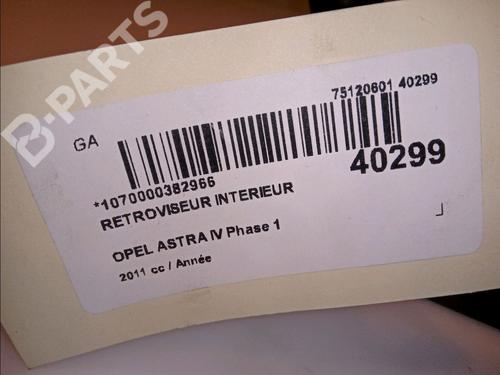 B-PARTS
GA
75120601 40299
*1070000382966
40299
RETROVISEUR INTERIEUR
OPEL ASTRA IV Phase 1
2011 cc / Année